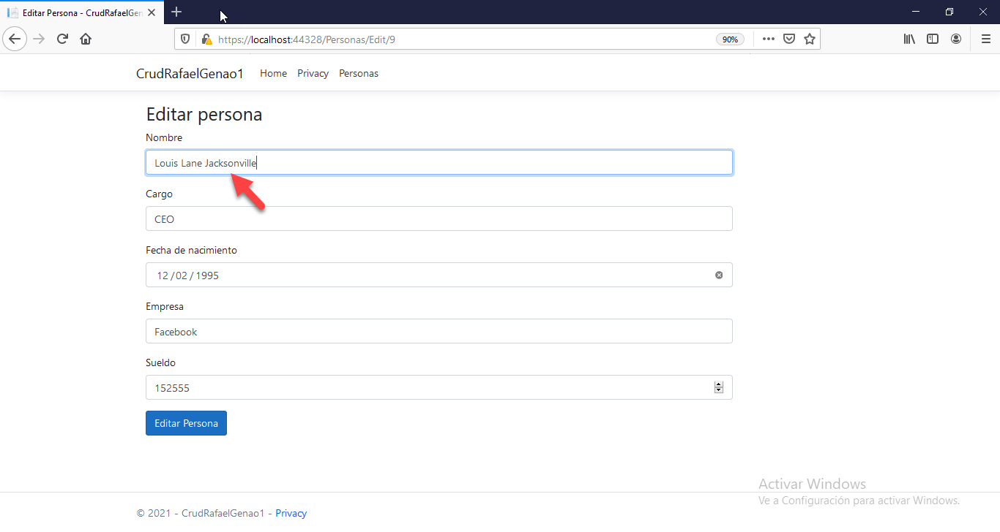 Editar Persona - CrudRafaelGen
https://localhost:44328/Personas/Edit/9
90%
CrudRafaelGenao1
Home
Privacy
Personas
Editar persona
Nombre
Louis Lane Jacksonville
Cargo
CEO
Fecha de nacimiento
12 / 02 / 1995
Empresa
Facebook
Sueldo
152555
Editar Persona
Activar Windows
Ve a Configuración para activar Windows.
© 2021 - CrudRafaelGenao1 - Privacy